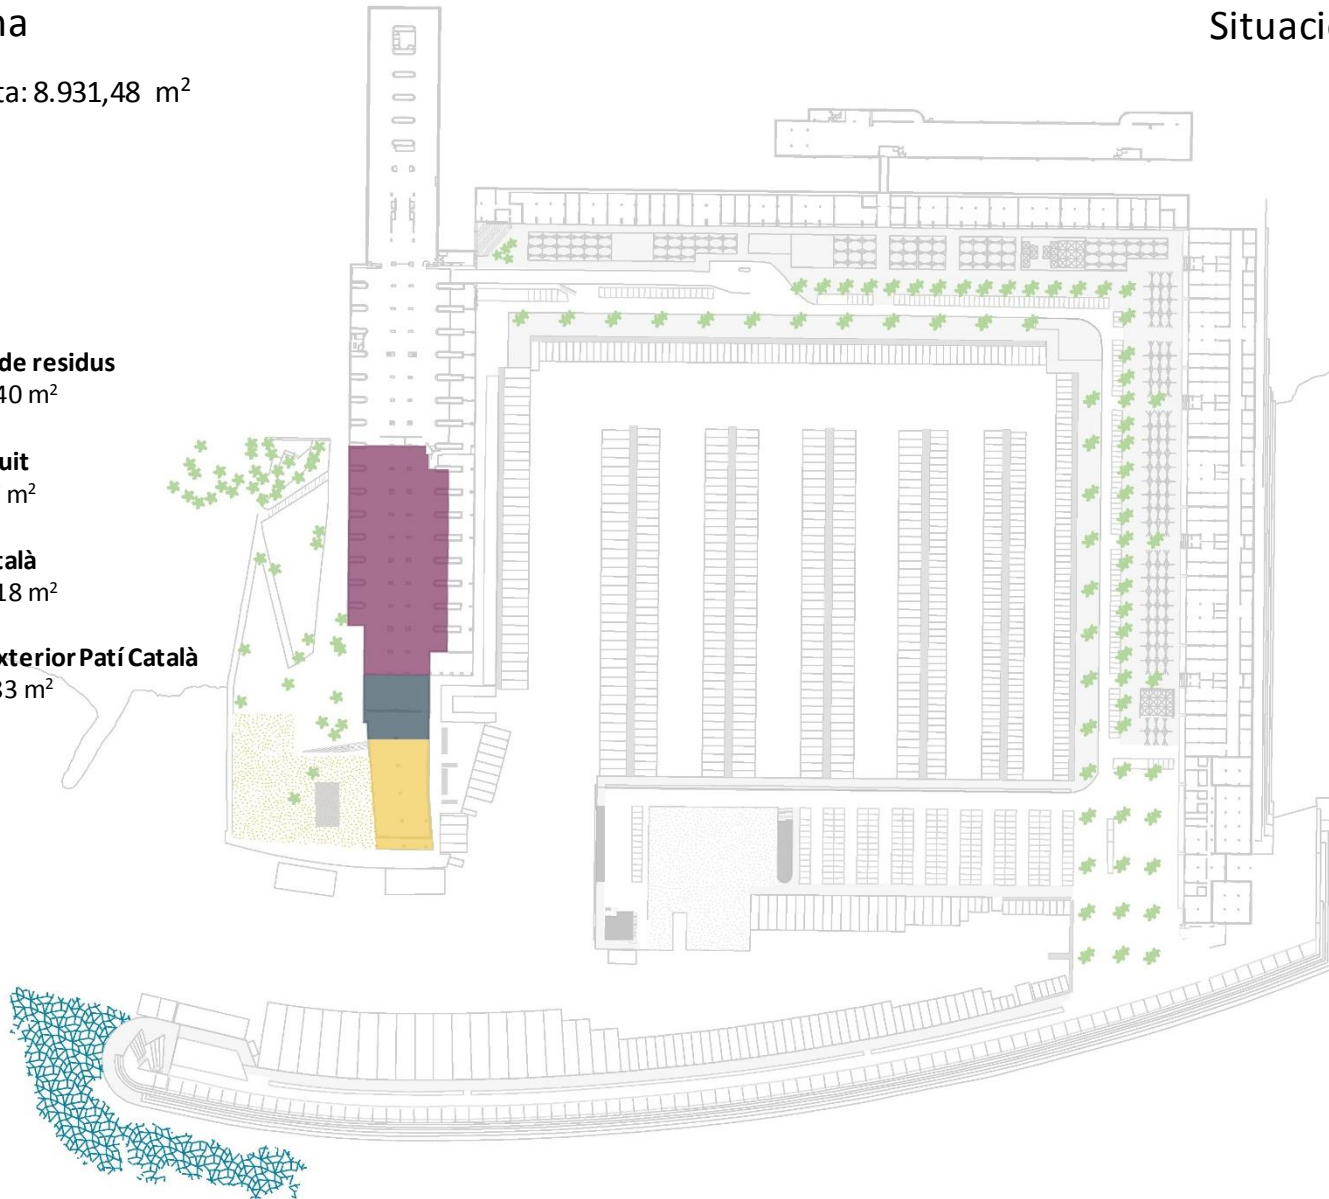 na
Situació
ta: 8.931,48 m²
de residus
40 m²
uit
m²
talà
18 m²
xterior Patí Català
33 m²